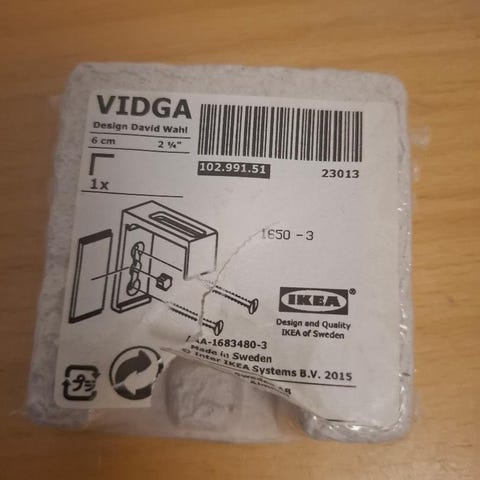 VIDGA
Design David Wahl
6 cm 2 ¼"
102.991.51
23013
1x
1650 -3
IKEA
Design and Quality
IKEA of Sweden
AA-1683480-3
Made in Sweden
© Inter IKEA Systems B.V. 2015